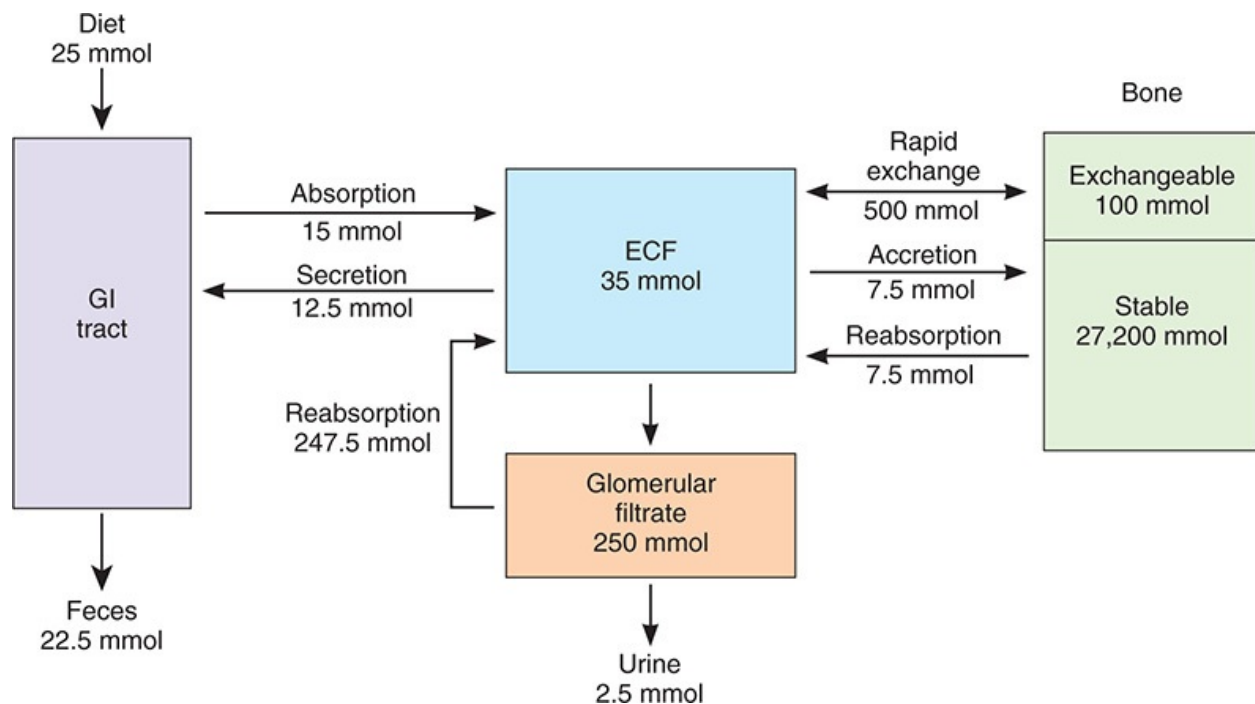 Diet
25 mmol
GI
tract
Feces
22.5 mmol
Absorption
15 mmol
Secretion
12.5 mmol
Reabsorption
247.5 mmol
ECF
35 mmol
Glomerular
filtrate
250 mmol
Urine
2.5 mmol
Rapid
exchange
500 mmol
Accretion
7.5 mmol
Reabsorption
7.5 mmol
Bone
Exchangeable
100 mmol
Stable
27,200 mmol